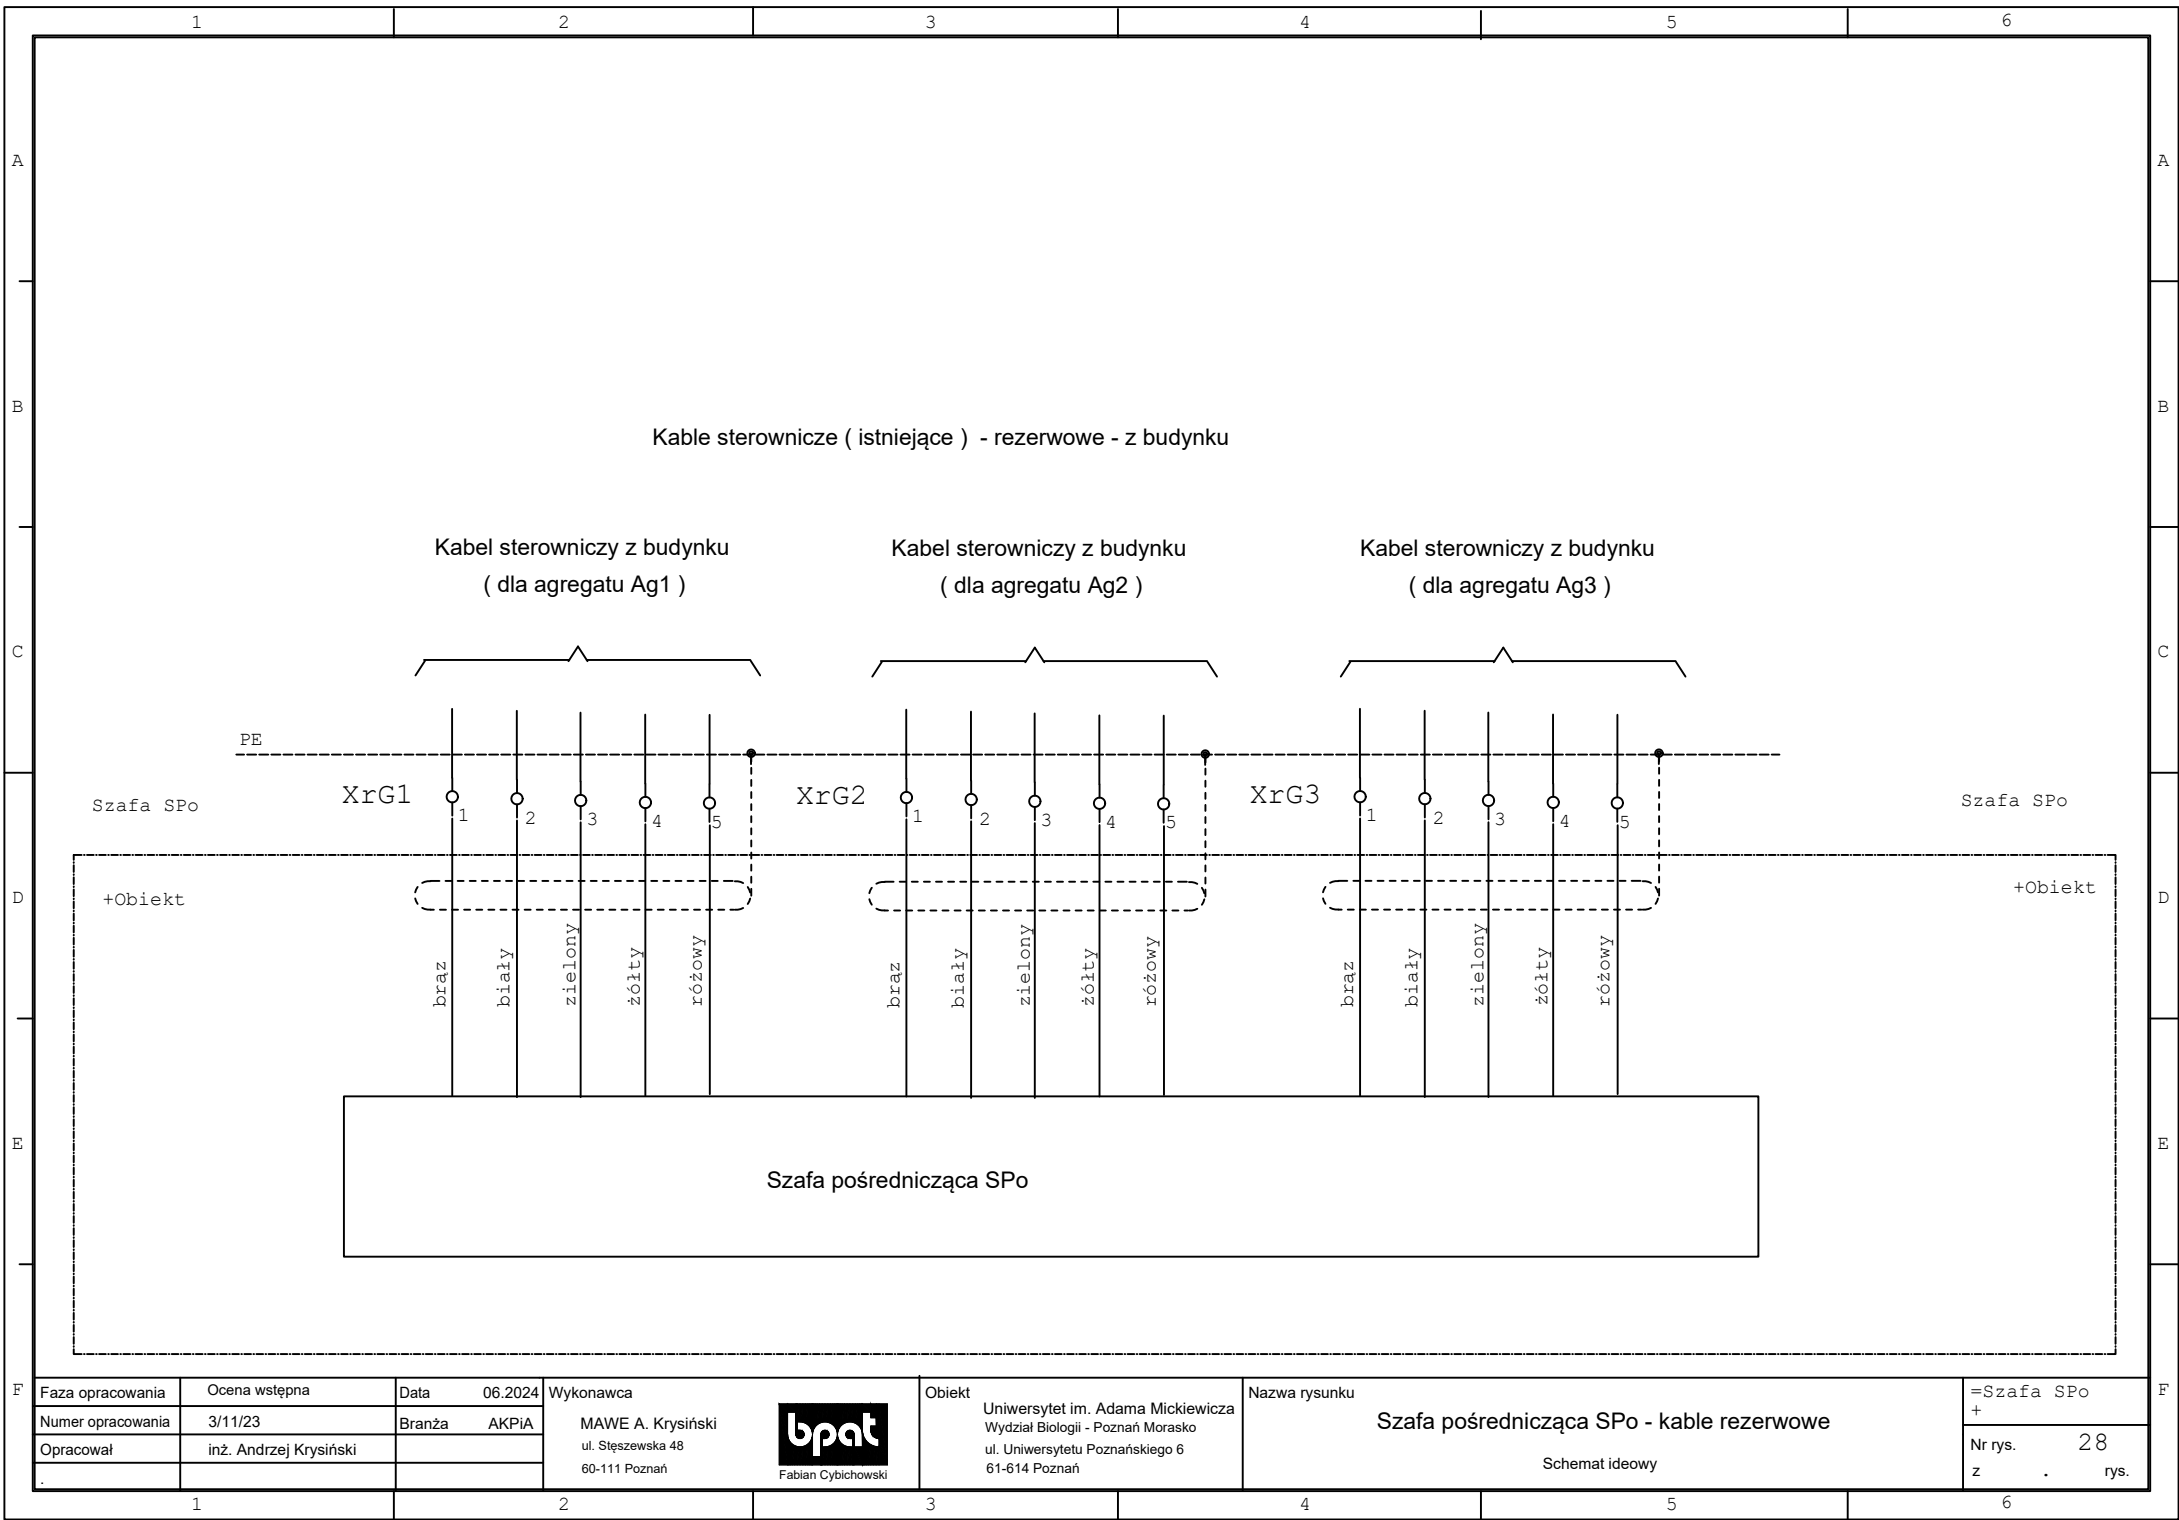 1 2 3 4 5 6
A A
B B
Kable sterownicze ( istniejące ) - rezerwowe - z budynku
Kabel sterowniczy z budynku
( dla agregatu Ag1 )
Kabel sterowniczy z budynku
( dla agregatu Ag2 )
Kabel sterowniczy z budynku
( dla agregatu Ag3 )
C C
PE
Szafa SPo
XrG1 1 2 3 4 5
XrG2 1 2 3 4 5
XrG3 1 2 3 4 5
Szafa SPo
D D
+Obiekt
+Obiekt
brąz biały zielony żółty różowy
brąz biały zielony żółty różowy
brąz biały zielony żółty różowy
E E
Szafa pośrednicząca SPo
F F
Faza opracowania Ocena wstępna
Numer opracowania 3/11/23
Opracował inż. Andrzej Krysiński
.
Data 06.2024
Branża AKPiA
Wykonawca
MAWE A. Krysiński
ul. Stęszewska 48
60-111 Poznań
bpat
Fabian Cybichowski
Obiekt
Uniwersytet im. Adama Mickiewicza
Wydział Biologii - Poznań Morasko
ul. Uniwersytetu Poznańskiego 6
61-614 Poznań
Nazwa rysunku
Szafa pośrednicząca SPo - kable rezerwowe
Schemat ideowy
=Szafa SPo
+
Nr rys. 28
z . rys.
1 2 3 4 5 6